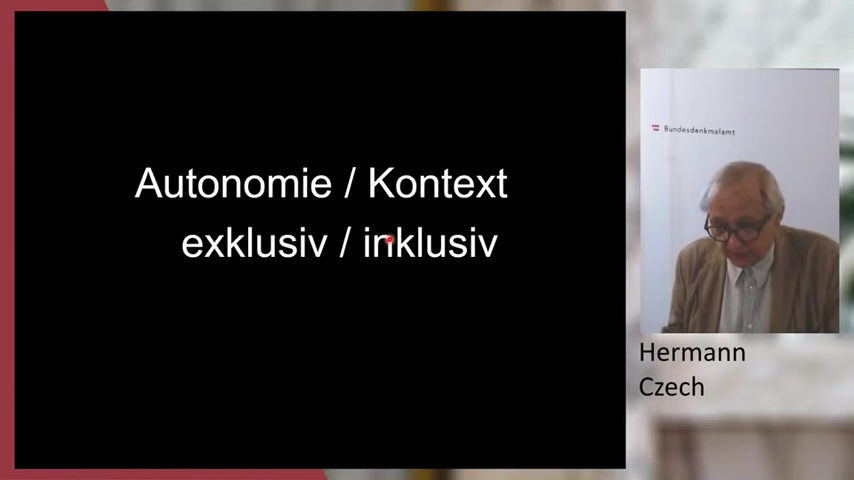 Autonomie / Kontext
exklusiv / inklusiv
Bundesdenkmalamt
Hermann
Czech